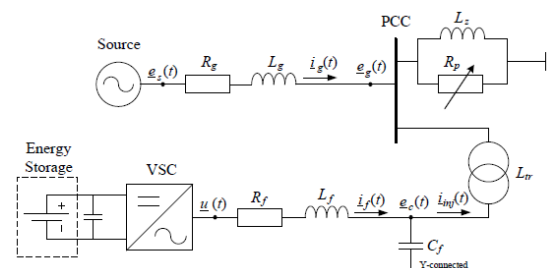 PCC
L_z
Source
e_s(t)
R_g
L_g
i_g(t)
e_g(t)
R_p
Energy
Storage
VSC
L_tr
u(t)
R_f
L_f
i_f(t)
e_c(t)
i_inj(t)
C_f
Y-connected